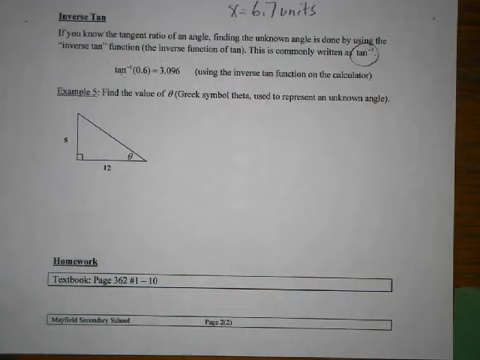 x = 6.7 units
Inverse Tan
If you know the tangent ratio of an angle, finding the unknown angle is done by using the
"inverse tan" function (the inverse function of tan). This is commonly written as tan⁻¹
tan⁻¹(0.6) = 3.096 (using the inverse tan function on the calculator)
Example 5: Find the value of θ (Greek symbol theta, used to represent an unknown angle).
θ
12
Homework
Textbook: Page 362 #1 – 10
Mayfield Secondary School Page 2(2)